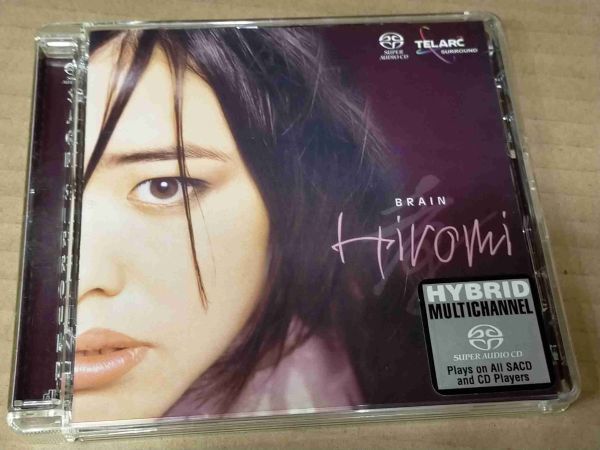 SUPER
AUDIO CD
TELARC
SURROUND
BRAIN
Hiromi
HYBRID
MULTICHANNEL
SUPER AUDIO CD
Plays on All SACD
and CD Players